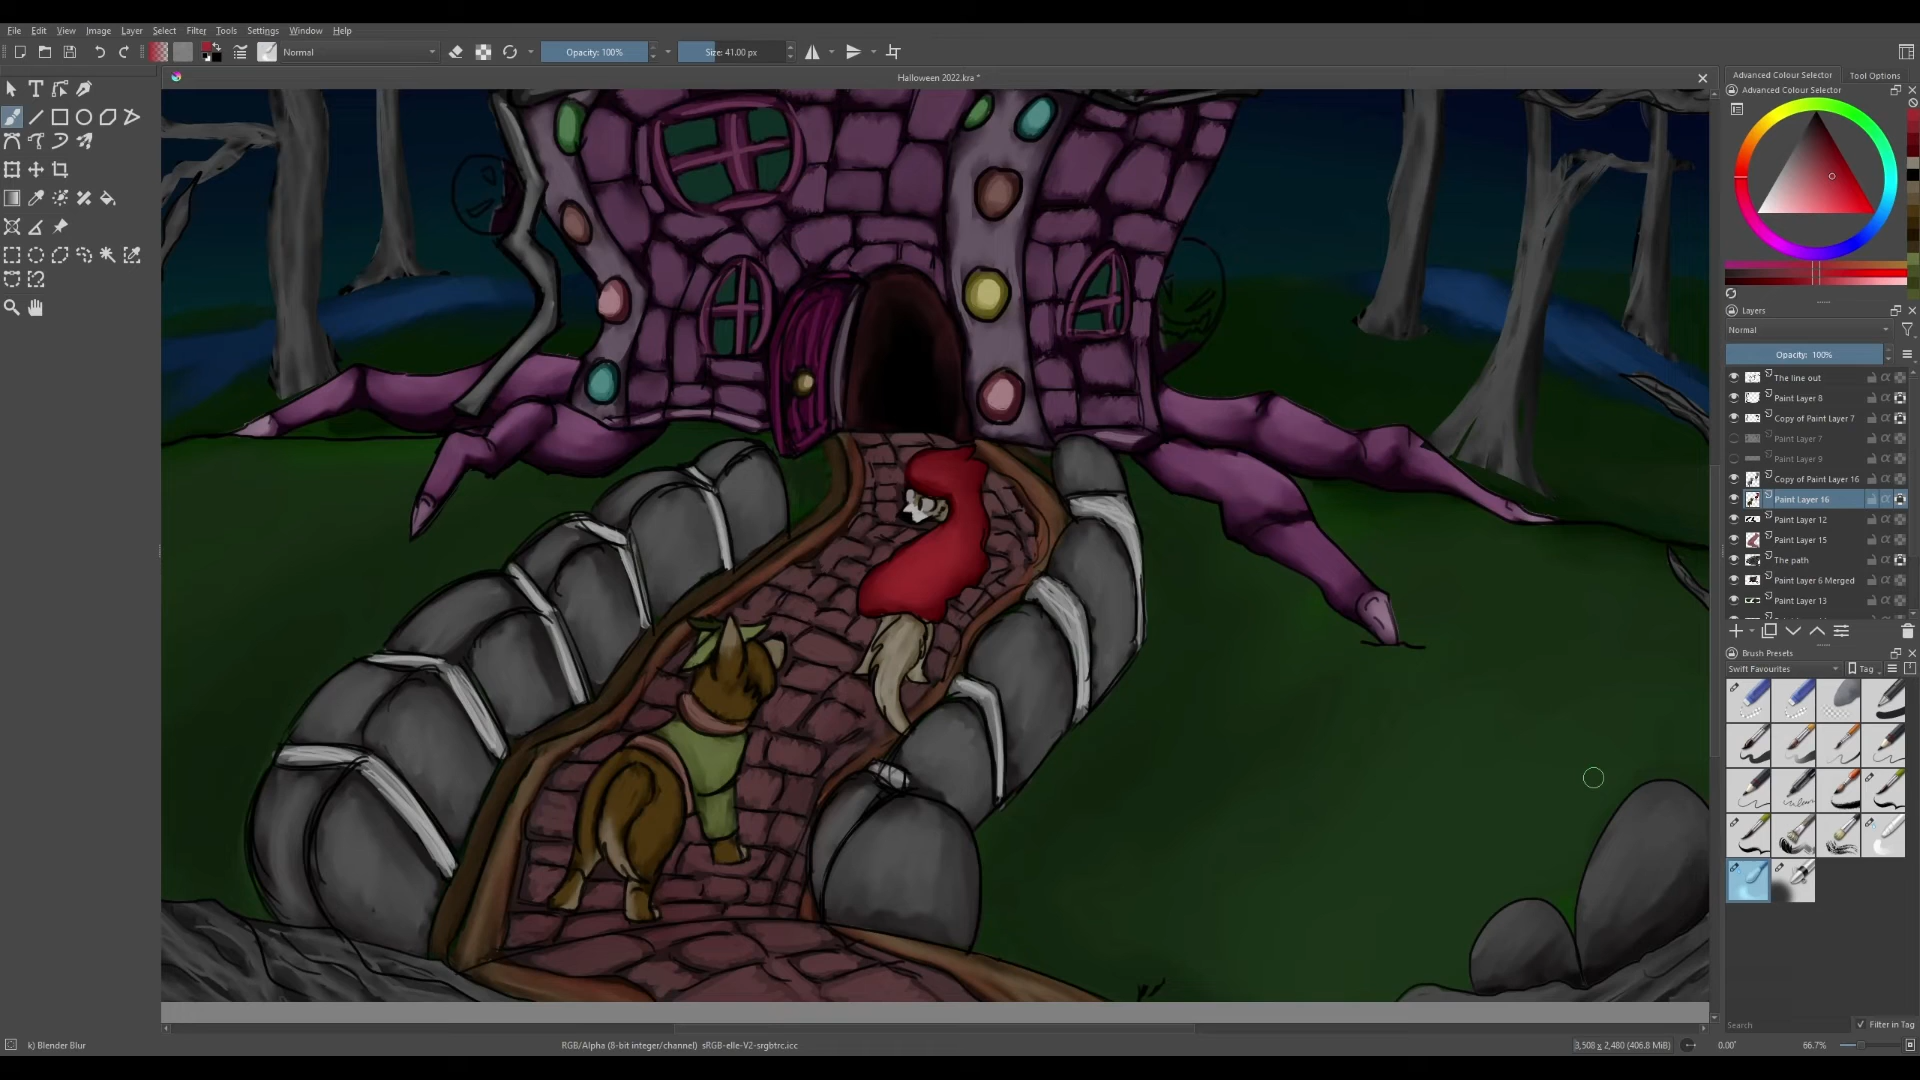 File Edit View Image Layer Select Filter Tools Settings Window Help
Normal
Opacity: 100%
Size: 41.00 px
Halloween 2022.kra *
Advanced Colour Selector
Tool Options
Advanced Colour Selector
Layers
Normal
Opacity: 100%
The line out
Paint Layer 8
Copy of Paint Layer 7
Paint Layer 7
Paint Layer 9
Copy of Paint Layer 16
Paint Layer 16
Paint Layer 12
Paint Layer 15
The path
Paint Layer 6 Merged
Paint Layer 13
Brush Presets
Swift Favourites
Tag
Search
Filter in Tag
k) Blender Blur
RGB/Alpha (8-bit integer/channel) sRGB-elle-V2-srgbtrc.icc
3,508 x 2,480 (406.8 MiB)
0.00°
66.7%